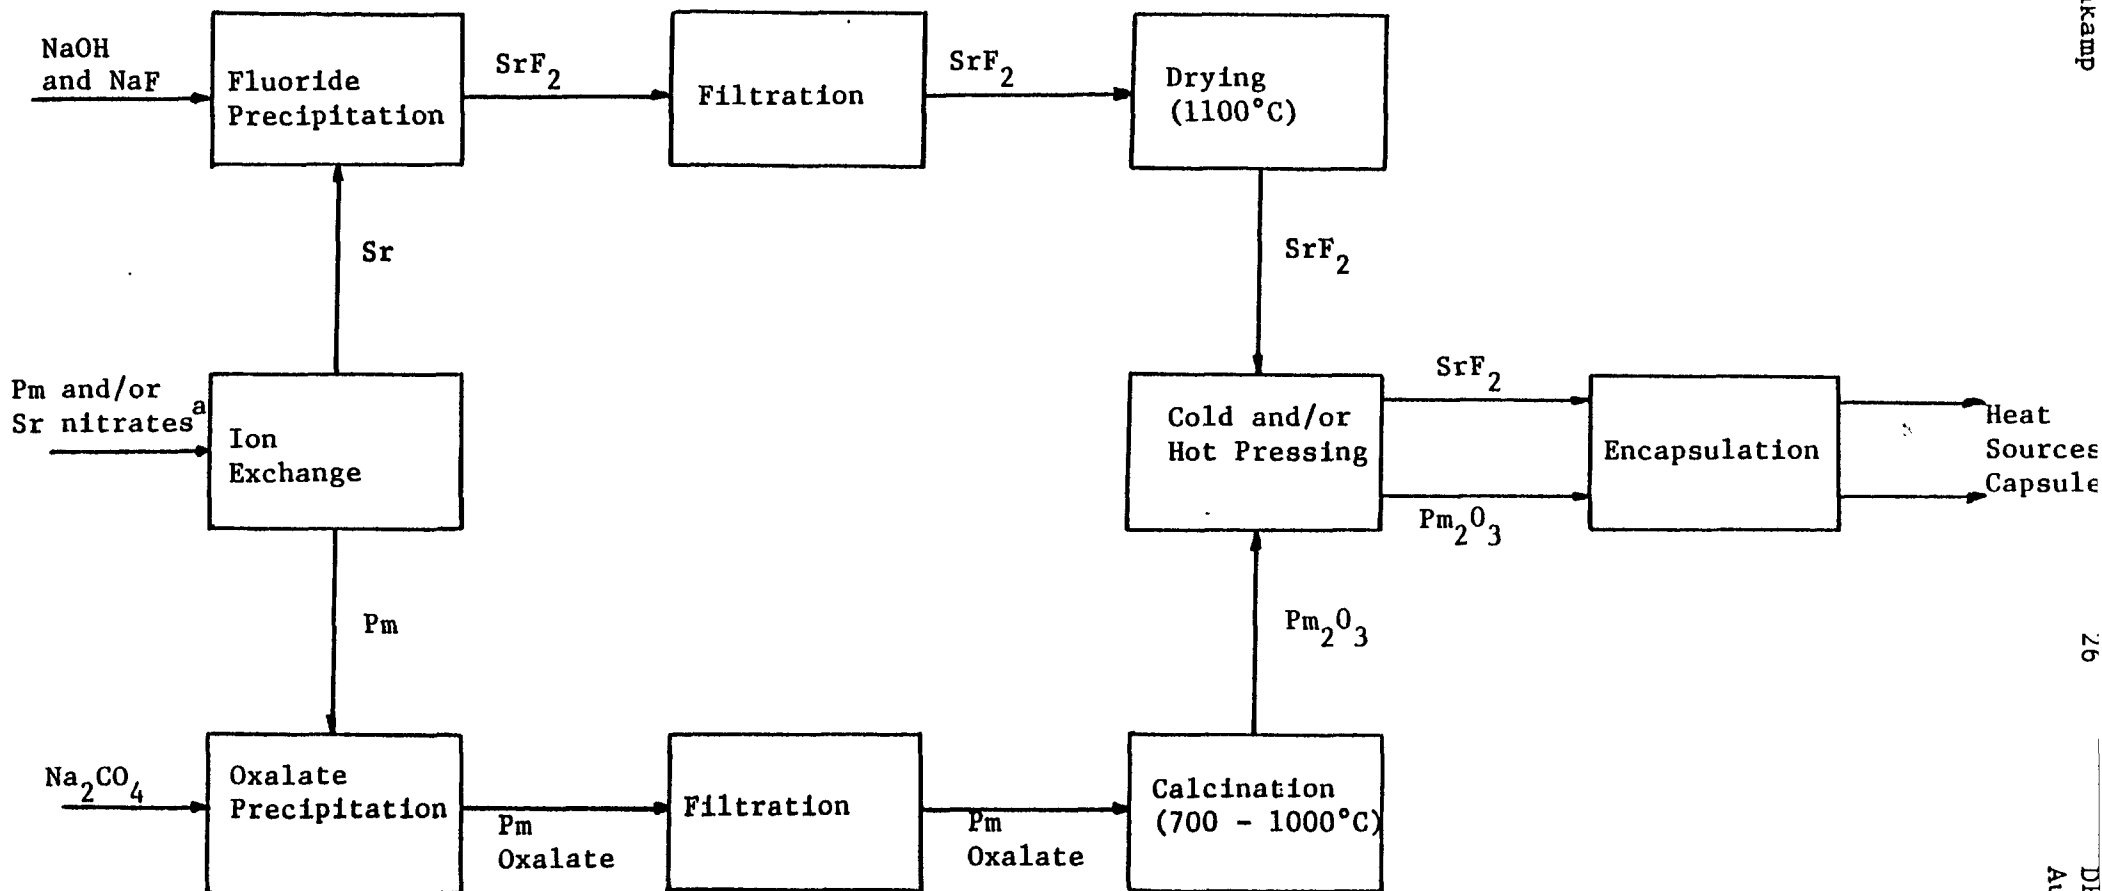 NaOH
and NaF
Fluoride
Precipitation
SrF2
Filtration
SrF2
Drying
(1100°C)
Sr
SrF2
Pm and/or
Sr nitratesa
Ion
Exchange
Cold and/or
Hot Pressing
SrF2
Pm2O3
Encapsulation
Heat
Sources
Capsule
Pm
Pm2O3
Na2CO4
Oxalate
Precipitation
Pm
Oxalate
Filtration
Pm
Oxalate
Calcination
(700 - 1000°C)
kamp
26